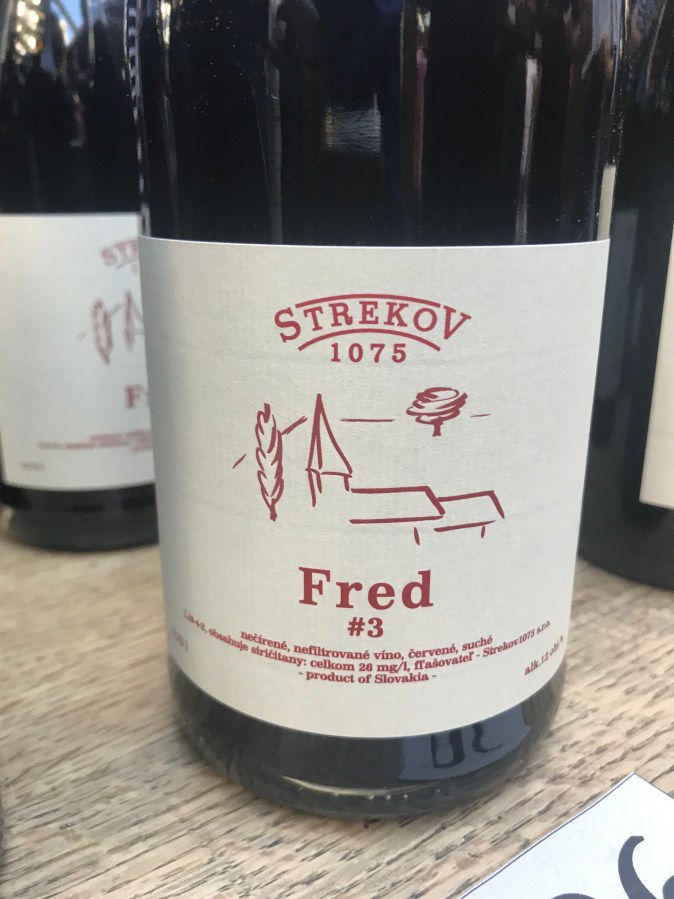 STREKOV
1075
Fred
#3
nečírené, nefiltrované víno, červené, suché
obsahuje siričitany: celkom 26 mg/l, fľašovateľ - Strekov1075 s.r.o.
- product of Slovakia -
alk.12
STREKOV